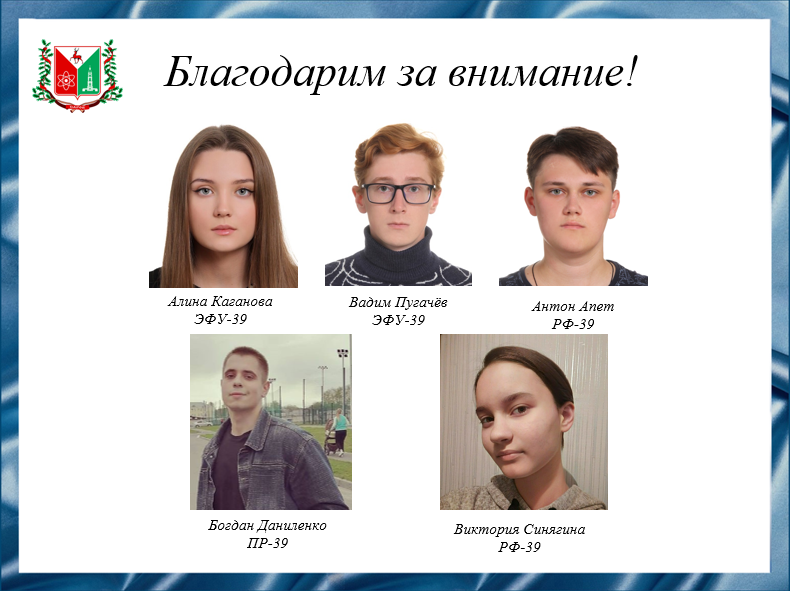 Благодарим за внимание!
Алина Каганова
ЭФУ-39
Вадим Пугачёв
ЭФУ-39
Антон Апет
РФ-39
Богдан Даниленко
ПР-39
Виктория Синягина
РФ-39